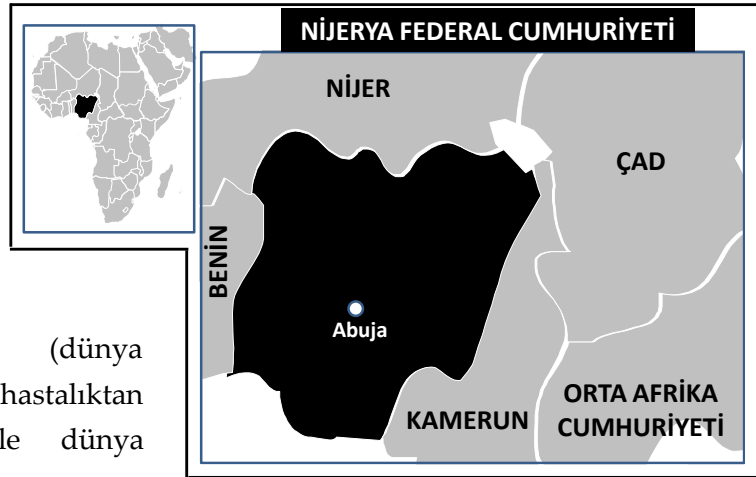 NİJERYA FEDERAL CUMHURİYETİ
NİJER
ÇAD
BENİN
Abuja
KAMERUN
ORTA AFRİKA
CUMHURİYETİ
(dünya
hastalıktan
le dünya